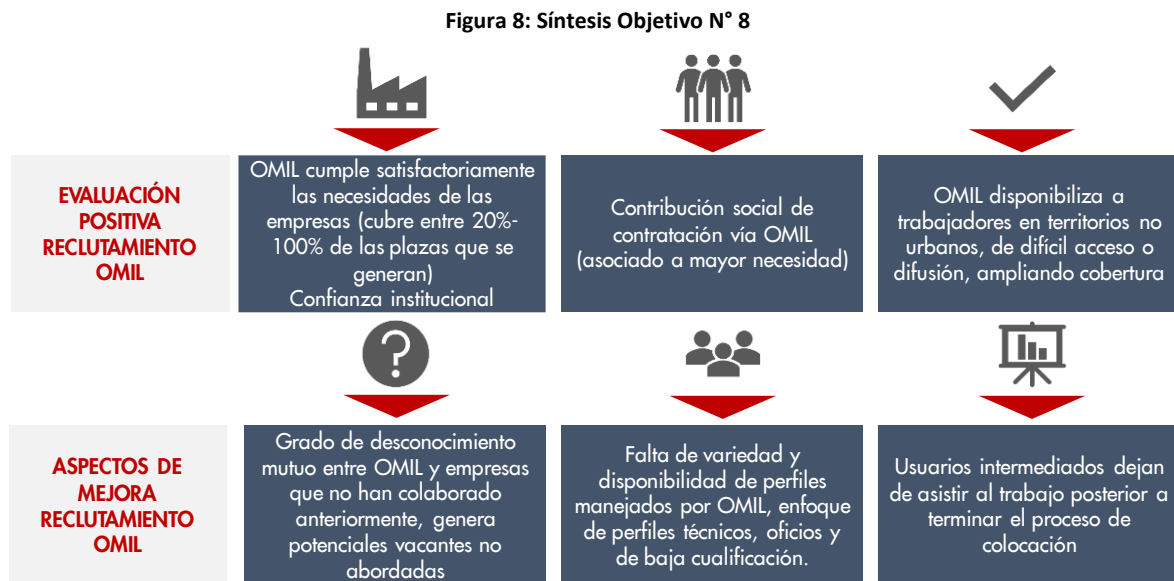 Figura 8: Síntesis Objetivo N° 8
EVALUACIÓN
POSITIVA
RECLUTAMIENTO
OMIL
OMIL cumple satisfactoriamente
las necesidades de las
empresas (cubre entre 20%-
100% de las plazas que se
generan)
Confianza institucional
Contribución social de
contratación vía OMIL
(asociado a mayor necesidad)
OMIL disponibiliza a
trabajadores en territorios no
urbanos, de difícil acceso o
difusión, ampliando cobertura
ASPECTOS DE
MEJORA
RECLUTAMIENTO
OMIL
Grado de desconocimiento
mutuo entre OMIL y empresas
que no han colaborado
anteriormente, genera
potenciales vacantes no
abordadas
Falta de variedad y
disponibilidad de perfiles
manejados por OMIL, enfoque
de perfiles técnicos, oficios y
de baja cualificación.
Usuarios intermediados dejan
de asistir al trabajo posterior a
terminar el proceso de
colocación